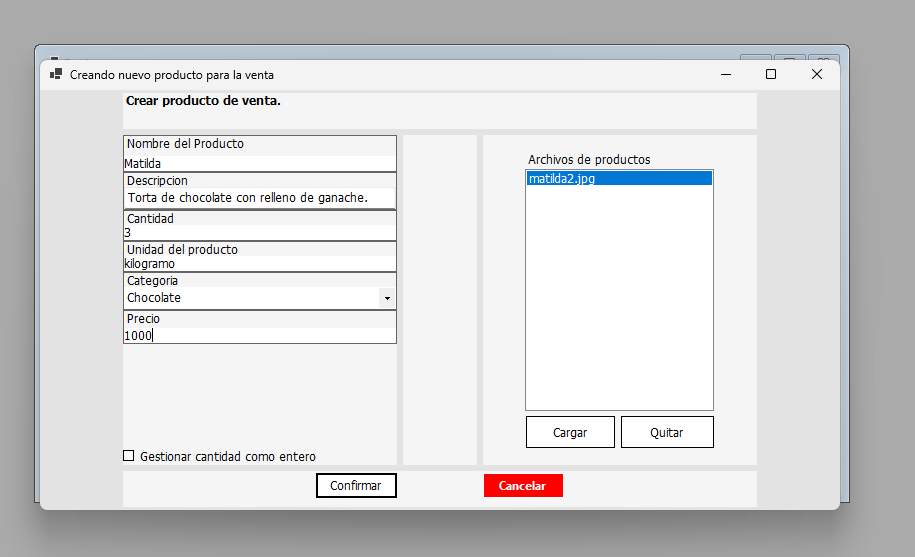 Creando nuevo producto para la venta
Crear producto de venta.
Nombre del Producto
Matilda
Descripcion
Torta de chocolate con relleno de ganache.
Cantidad
3
Unidad del producto
kilogramo
Categoria
Chocolate
Precio
1000
Gestionar cantidad como entero
Archivos de productos
matilda2.jpg
Cargar
Quitar
Confirmar
Cancelar